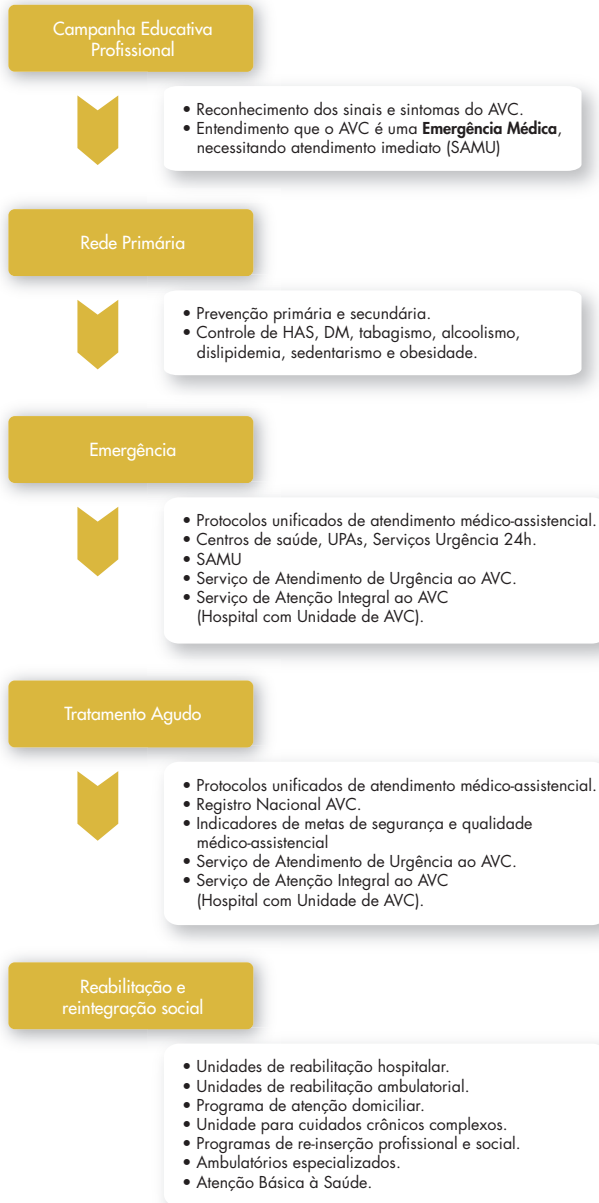 Campanha Educativa
Profissional
• Reconhecimento dos sinais e sintomas do AVC.
• Entendimento que o AVC é uma Emergência Médica,
necessitando atendimento imediato (SAMU)
Rede Primária
• Prevenção primária e secundária.
• Controle de HAS, DM, tabagismo, alcoolismo,
dislipidemia, sedentarismo e obesidade.
Emergência
• Protocolos unificados de atendimento médico-assistencial.
• Centros de saúde, UPAs, Serviços Urgência 24h.
• SAMU
• Serviço de Atendimento de Urgência ao AVC.
• Serviço de Atenção Integral ao AVC
(Hospital com Unidade de AVC).
Tratamento Agudo
• Protocolos unificados de atendimento médico-assistencial.
• Registro Nacional AVC.
• Indicadores de metas de segurança e qualidade
médico-assistencial
• Serviço de Atendimento de Urgência ao AVC.
• Serviço de Atenção Integral ao AVC
(Hospital com Unidade de AVC).
Reabilitação e
reintegração social
• Unidades de reabilitação hospitalar.
• Unidades de reabilitação ambulatorial.
• Programa de atenção domiciliar.
• Unidade para cuidados crônicos complexos.
• Programas de re-inserção profissional e social.
• Ambulatórios especializados.
• Atenção Básica à Saúde.